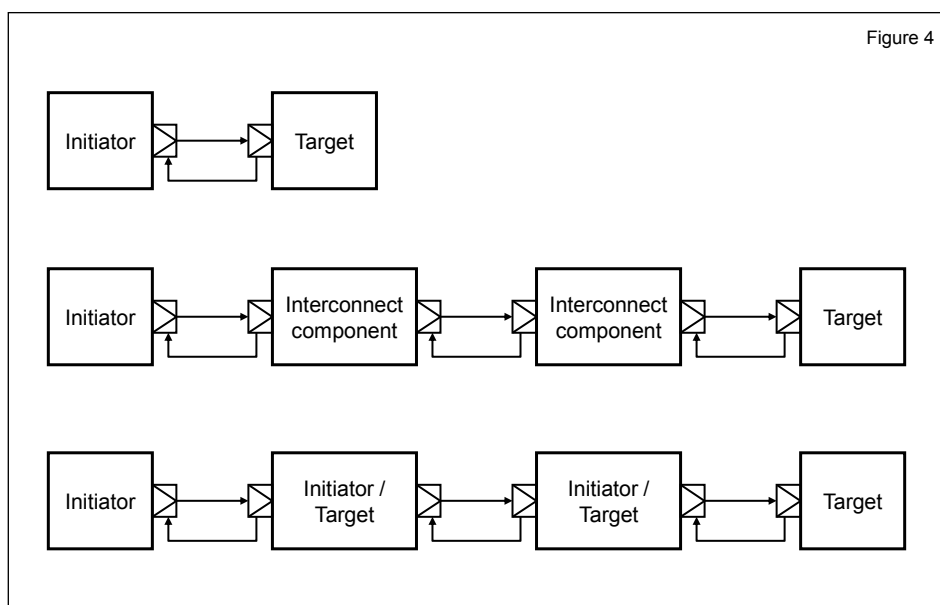 Figure 4
Initiator
Target
Initiator
Interconnect
component
Interconnect
component
Target
Initiator
Initiator /
Target
Initiator /
Target
Target